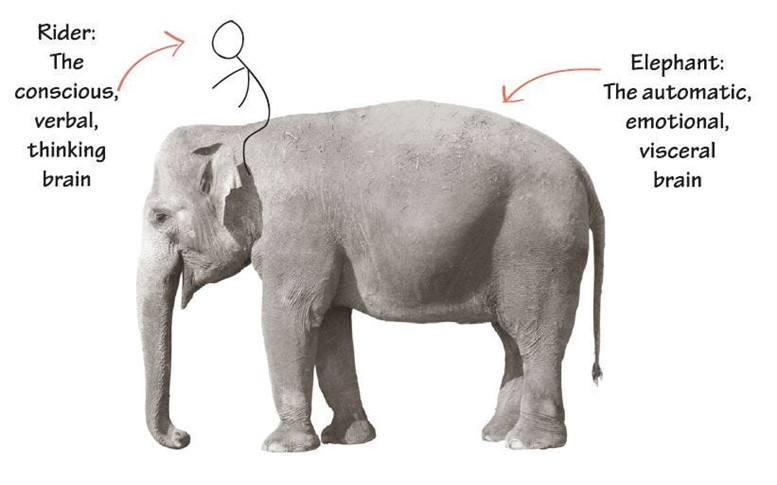 Rider:
The
conscious,
verbal,
thinking
brain
Elephant:
The automatic,
emotional,
visceral
brain